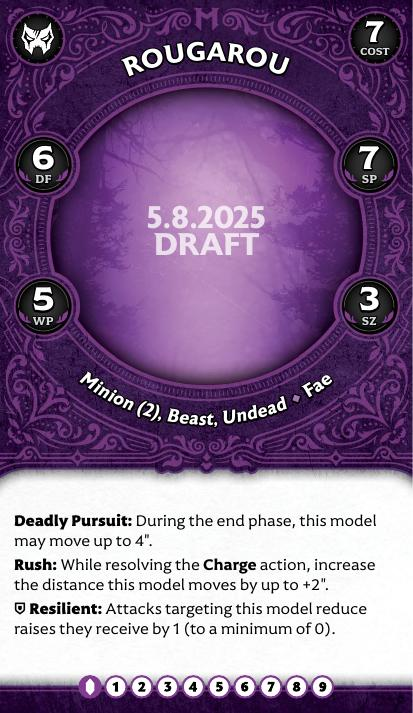 7
COST
ROUGAROU
6
DF
7
SP
5.8.2025
DRAFT
5
WP
3
SZ
Minion (2), Beast, Undead ⬥ Fae
Deadly Pursuit: During the end phase, this model
may move up to 4".
Rush: While resolving the Charge action, increase
the distance this model moves by up to +2".
Resilient: Attacks targeting this model reduce
raises they receive by 1 (to a minimum of 0).
1 2 3 4 5 6 7 8 9